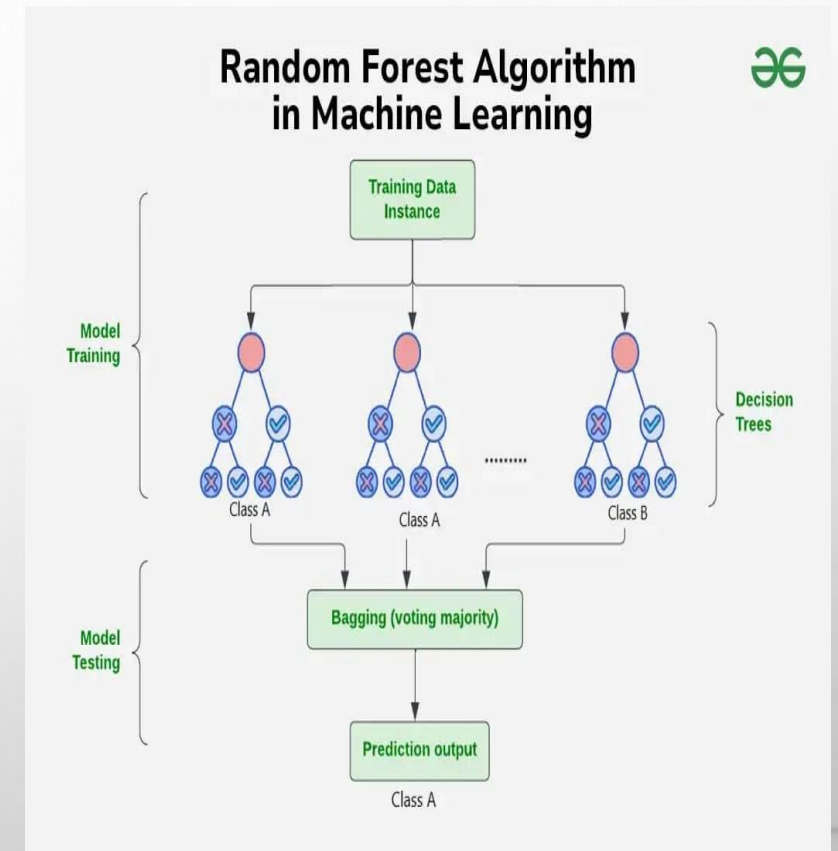 Random Forest Algorithm
in Machine Learning
Training Data
Instance
Model
Training
Decision
Trees
.........
Class A
Class A
Class B
Bagging (voting majority)
Model
Testing
Prediction output
Class A